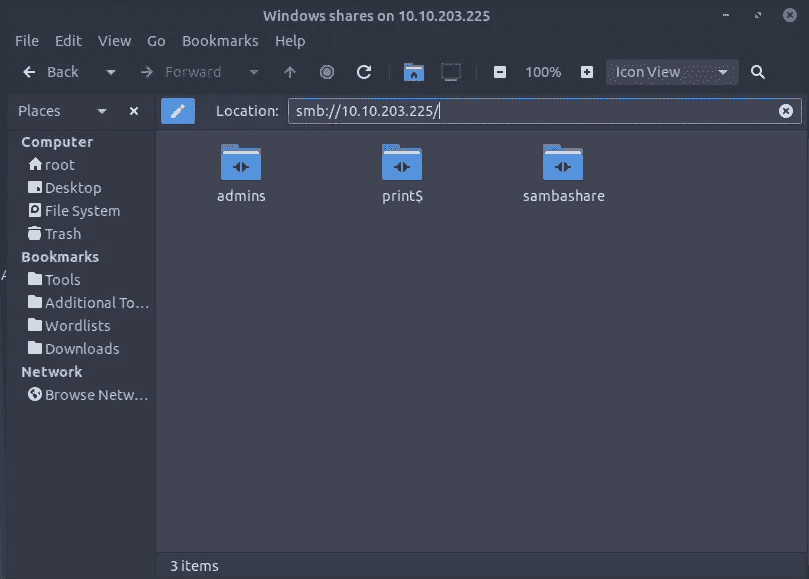 Windows shares on 10.10.203.225
File Edit View Go Bookmarks Help
Back Forward 100% Icon View
Places Location: smb://10.10.203.225/
Computer
root
Desktop
File System
Trash
Bookmarks
Tools
Additional To...
Wordlists
Downloads
Network
Browse Netw...
admins print$ sambashare
3 items